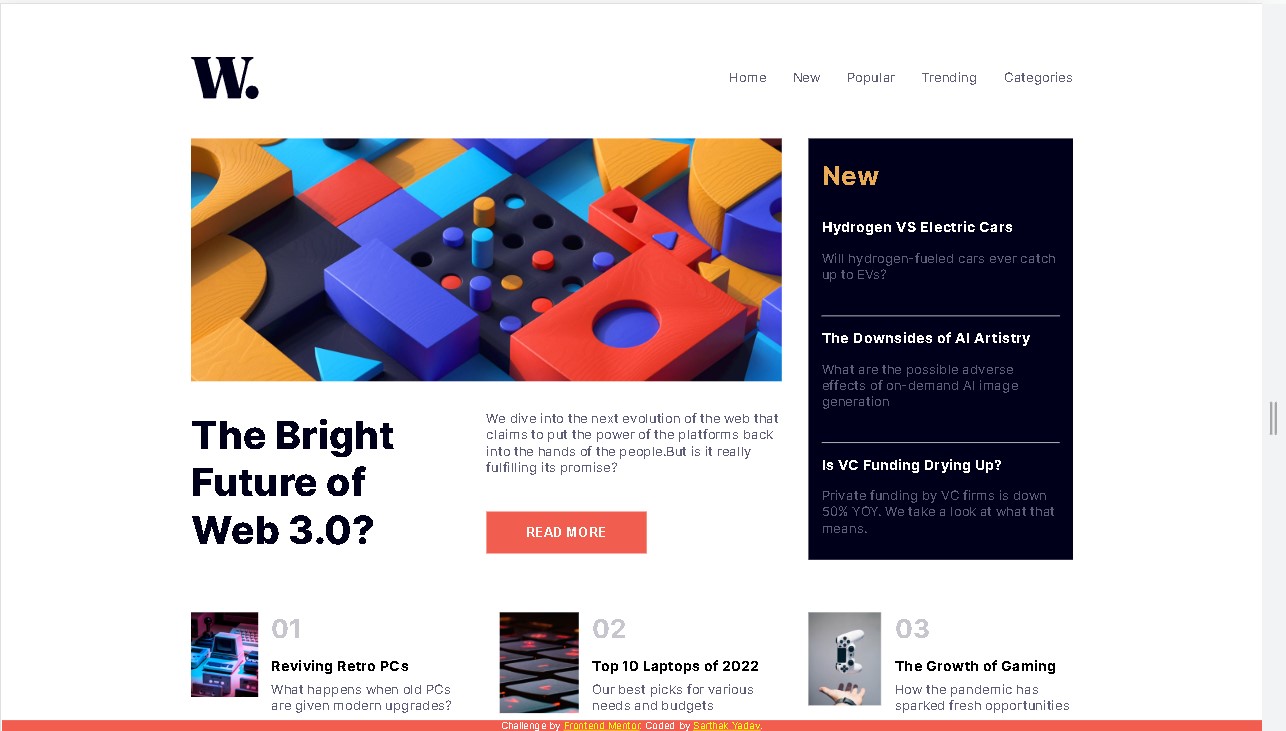 W.
Home New Popular Trending Categories
New
Hydrogen VS Electric Cars
Will hydrogen-fueled cars ever catch
up to EVs?
The Downsides of AI Artistry
What are the possible adverse
effects of on-demand AI image
generation
Is VC Funding Drying Up?
Private funding by VC firms is down
50% YOY. We take a look at what that
means.
The Bright
Future of
Web 3.0?
We dive into the next evolution of the web that
claims to put the power of the platforms back
into the hands of the people.But is it really
fulfilling its promise?
READ MORE
01
Reviving Retro PCs
What happens when old PCs
are given modern upgrades?
02
Top 10 Laptops of 2022
Our best picks for various
needs and budgets
03
The Growth of Gaming
How the pandemic has
sparked fresh opportunities
Challenge by Frontend Mentor. Coded by Sarthak Yadav.